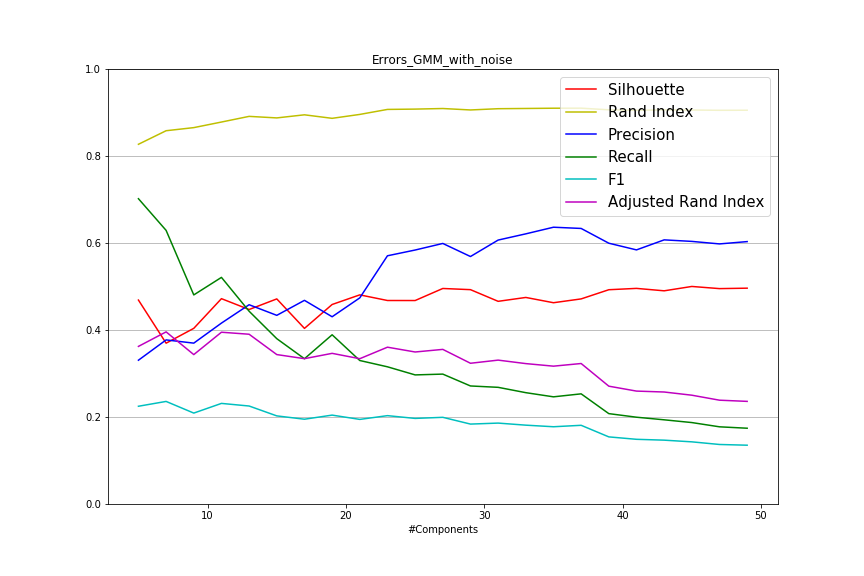 Errors_GMM_with_noise
1.0
0.8
0.6
0.4
0.2
0.0
Silhouette
Rand Index
Precision
Recall
F1
Adjusted Rand Index
10 20 30 40 50
#Components